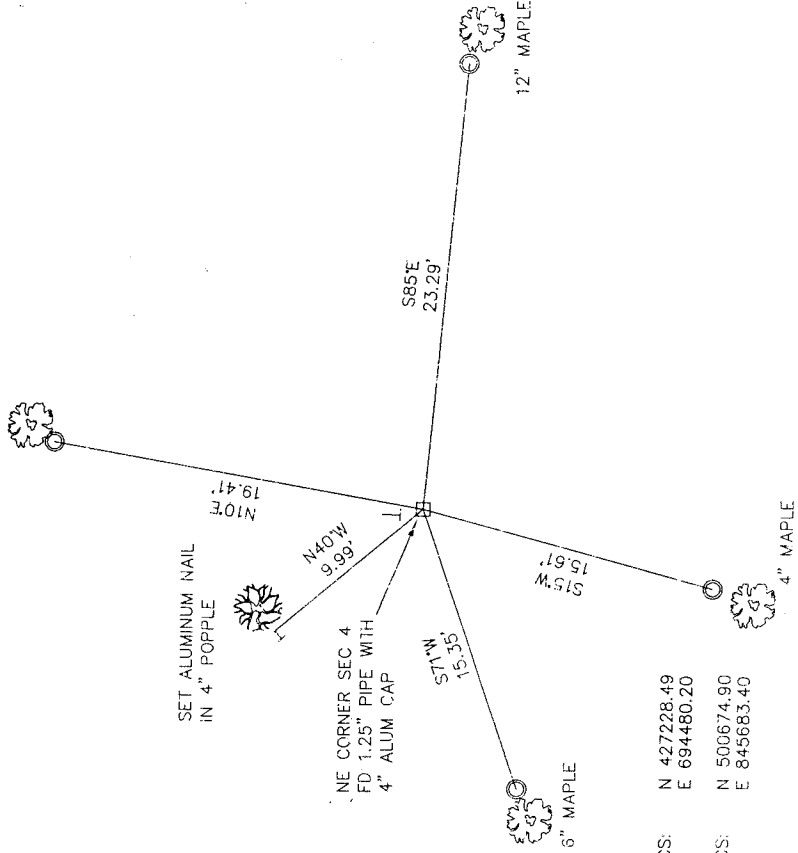 12" MAPLE
S85°E
23.29'
N10°E
19.41'
SET ALUMINUM NAIL
IN 4" POPPLE
N40°W
9.99'
NE CORNER SEC 4
FD 1.25" PIPE WITH
4" ALUM CAP
S71°W
15.35'
S15°W
15.61'
6" MAPLE
4" MAPLE
CS: N 427228.49
E 694480.20
CS: N 500674.90
E 845683.40